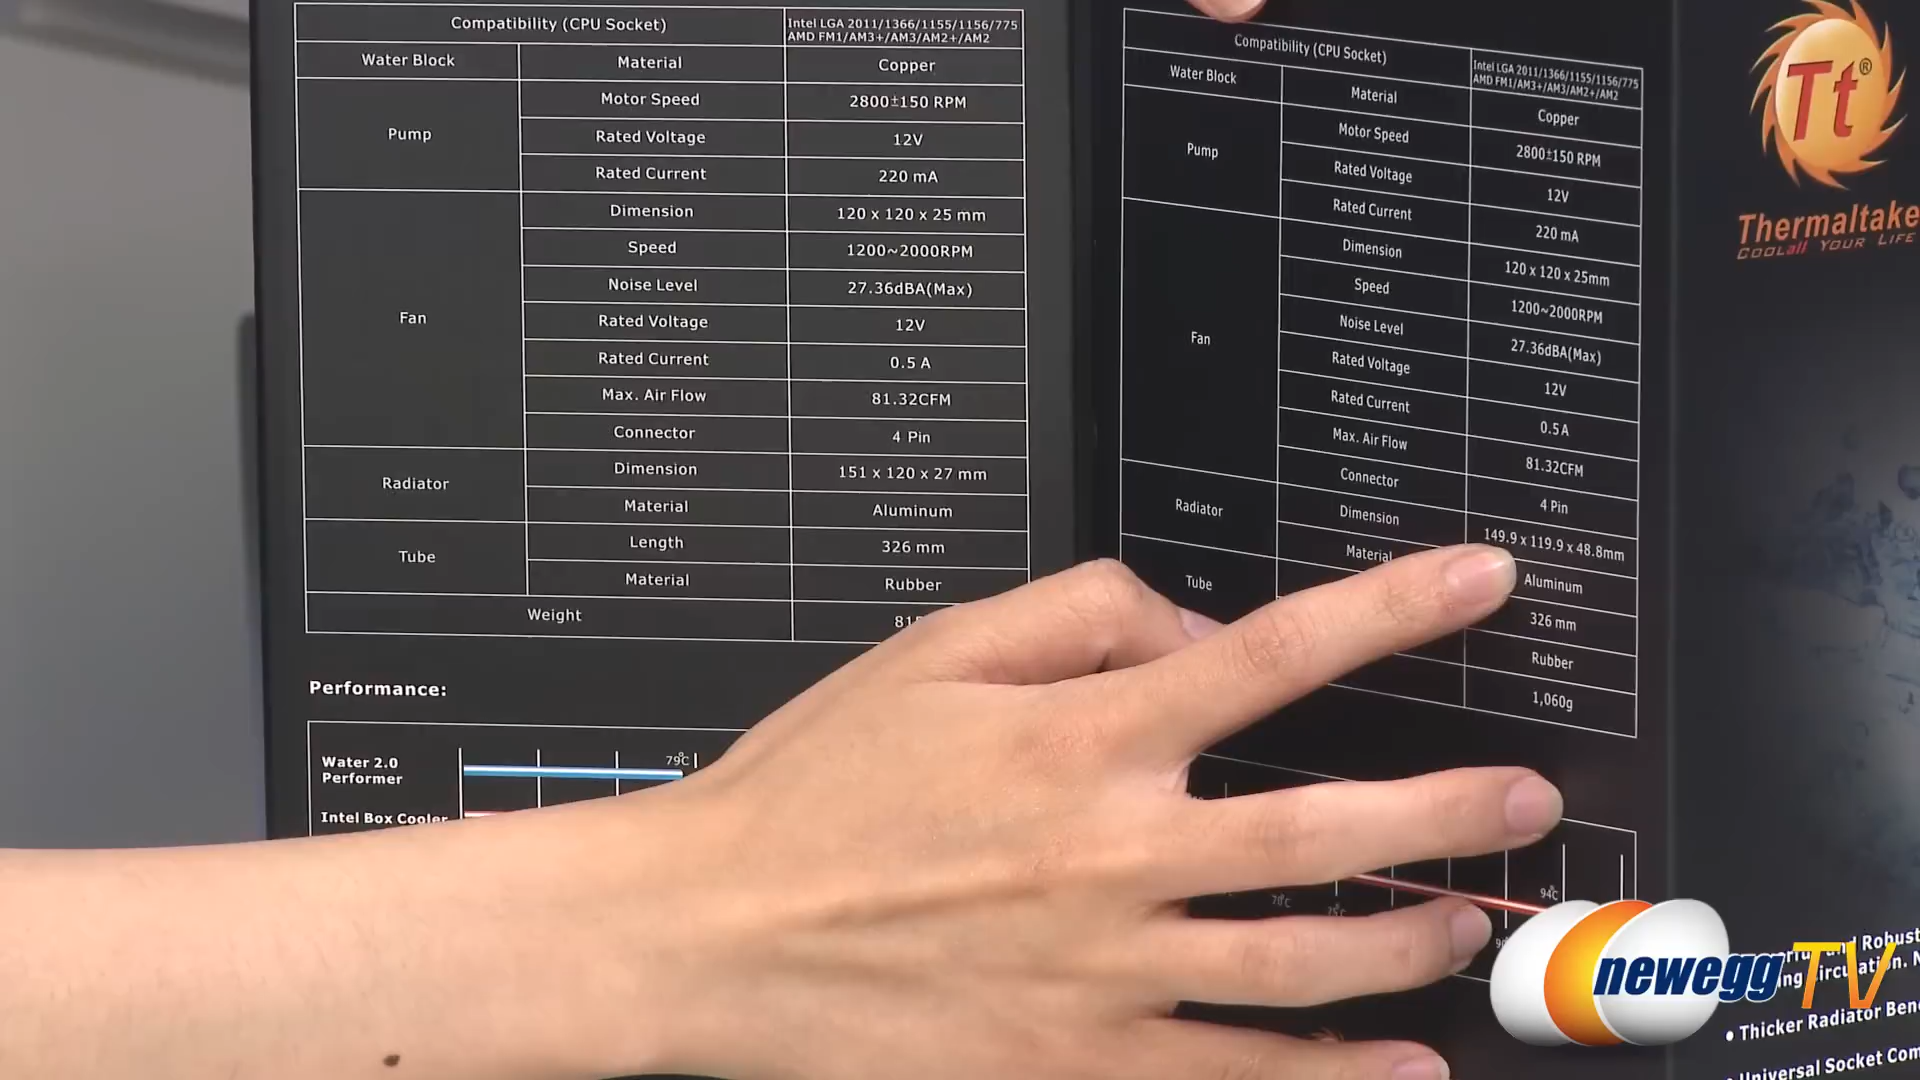 Compatibility (CPU Socket)
Intel LGA 2011/1366/1155/1156/775
AMD FM1/AM3+/AM3/AM2+/AM2
Water Block
Material
Copper
Pump
Motor Speed
2800±150 RPM
Rated Voltage
12V
Rated Current
220 mA
Fan
Dimension
120 x 120 x 25 mm
Speed
1200~2000RPM
Noise Level
27.36dBA(Max)
Rated Voltage
12V
Rated Current
0.5 A
Max. Air Flow
81.32CFM
Connector
4 Pin
Radiator
Dimension
151 x 120 x 27 mm
Material
Aluminum
Tube
Length
326 mm
Material
Rubber
Weight
Performance:
Water 2.0
Performer
79°C
Intel Box Cooler
Compatibility (CPU Socket)
Intel LGA 2011/1366/1155/1156/775
AMD FM1/AM3+/AM3/AM2+/AM2
Water Block
Material
Copper
Pump
Motor Speed
2800±150 RPM
Rated Voltage
12V
Rated Current
220 mA
Fan
Dimension
120 x 120 x 25mm
Speed
1200~2000RPM
Noise Level
27.36dBA(Max)
Rated Voltage
12V
Rated Current
0.5 A
Max. Air Flow
81.32CFM
Connector
4 Pin
Radiator
Dimension
149.9 x 119.9 x 48.8mm
Material
Aluminum
Tube
326 mm
Rubber
1,060g
94°C
70°C
75°C
Tt®
Thermaltake
COOLall YOUR LIFE
and Robust
• Thicker Radiator
Universal Socket
newegg TV